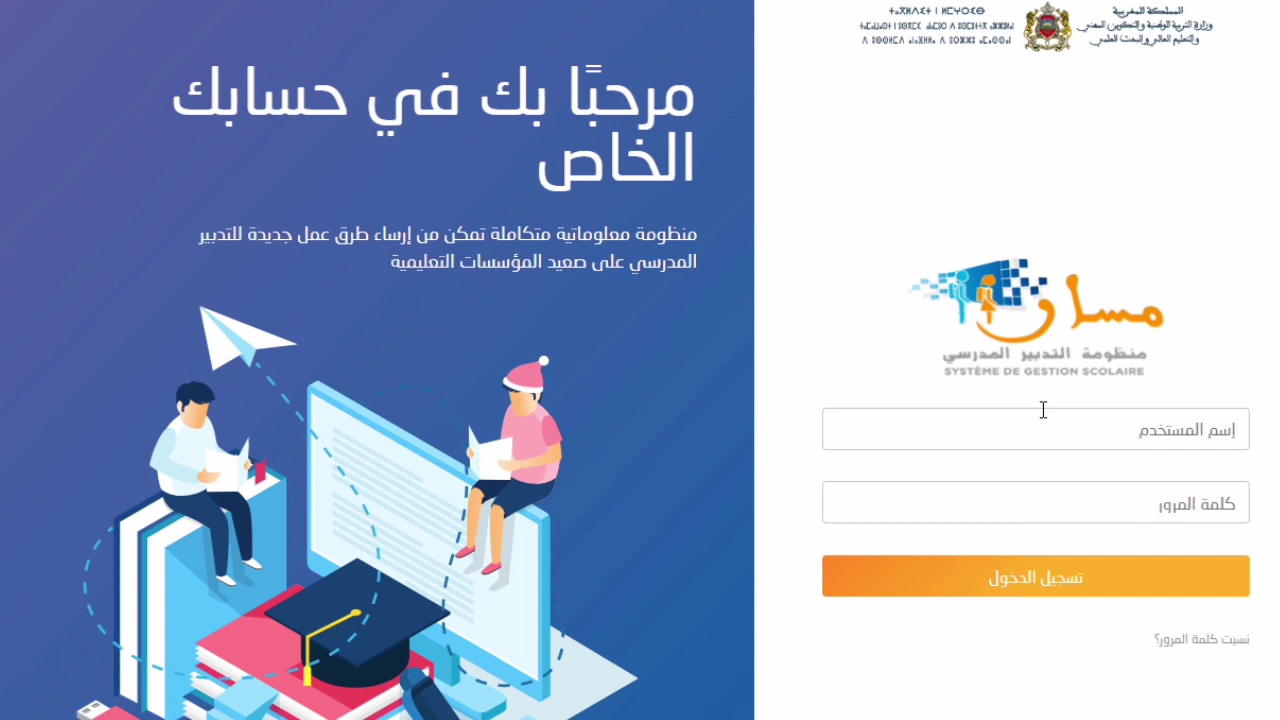 المملكة المغربية
وزارة التربية الوطنية والتكوين المهني
والتعليم العالي والبحث العلمي
ⵜⴰⴳⵍⴷⵉⵜ ⵏ ⵍⵎⵖⵔⵉⴱ
مرحبًا بك في حسابك
الخاص
منظومة معلوماتية متكاملة تمكن من إرساء طرق عمل جديدة للتدبير
المدرسي على صعيد المؤسسات التعليمية
مسار
منظومة التدبير المدرسي
SYSTÈME DE GESTION SCOLAIRE
إسم المستخدم
كلمة المرور
تسجيل الدخول
نسيت كلمة المرور؟